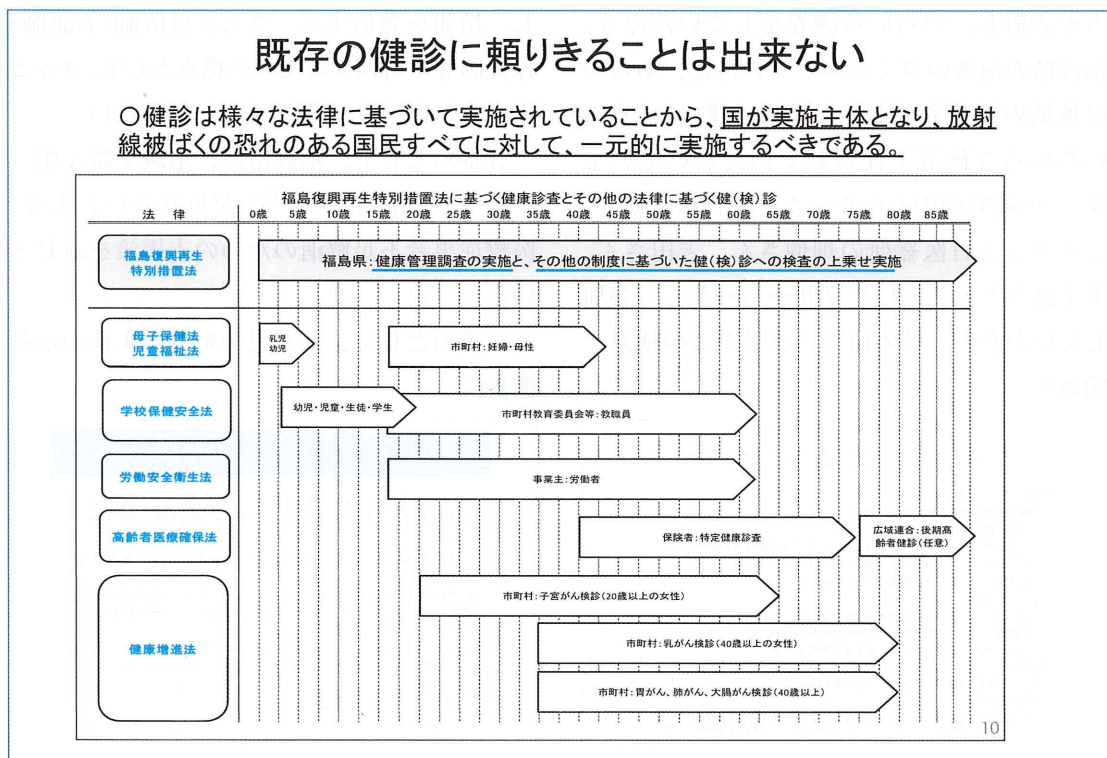 既存の健診に頼りきることは出来ない
○健診は様々な法律に基づいて実施されていることから、国が実施主体となり、放射
線被ばくの恐れのある国民すべてに対して、一元的に実施するべきである。
福島復興再生特別措置法に基づく健康診査とその他の法律に基づく健(検)診
法 律
0歳 5歳 10歳 15歳 20歳 25歳 30歳 35歳 40歳 45歳 50歳 55歳 60歳 65歳 70歳 75歳 80歳 85歳
福島復興再生
特別措置法
福島県：健康管理調査の実施と、その他の制度に基づいた健(検)診への検査の上乗せ実施
母子保健法
児童福祉法
乳児
幼児
市町村：妊婦・母性
学校保健安全法
幼児・児童・生徒・学生
市町村教育委員会等：教職員
労働安全衛生法
事業主：労働者
高齢者医療確保法
保険者：特定健康診査
広域連合：後期高
齢者健診(任意)
健康増進法
市町村：子宮がん検診(20歳以上の女性)
市町村：乳がん検診(40歳以上の女性)
市町村：胃がん、肺がん、大腸がん検診(40歳以上)
10